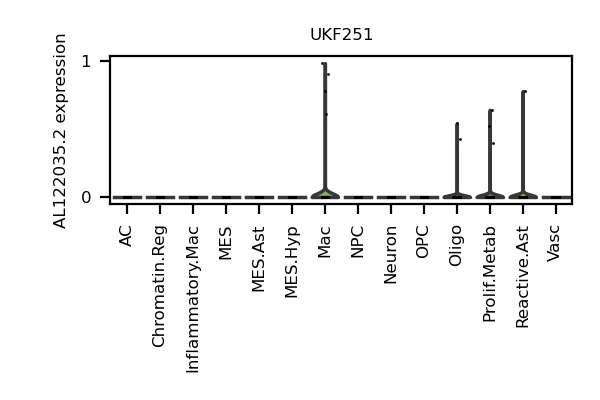 UKF251
AL122035.2 expression
1
0
AC
Chromatin.Reg
Inflammatory.Mac
MES
MES.Ast
MES.Hyp
Mac
NPC
Neuron
OPC
Oligo
Prolif.Metab
Reactive.Ast
Vasc